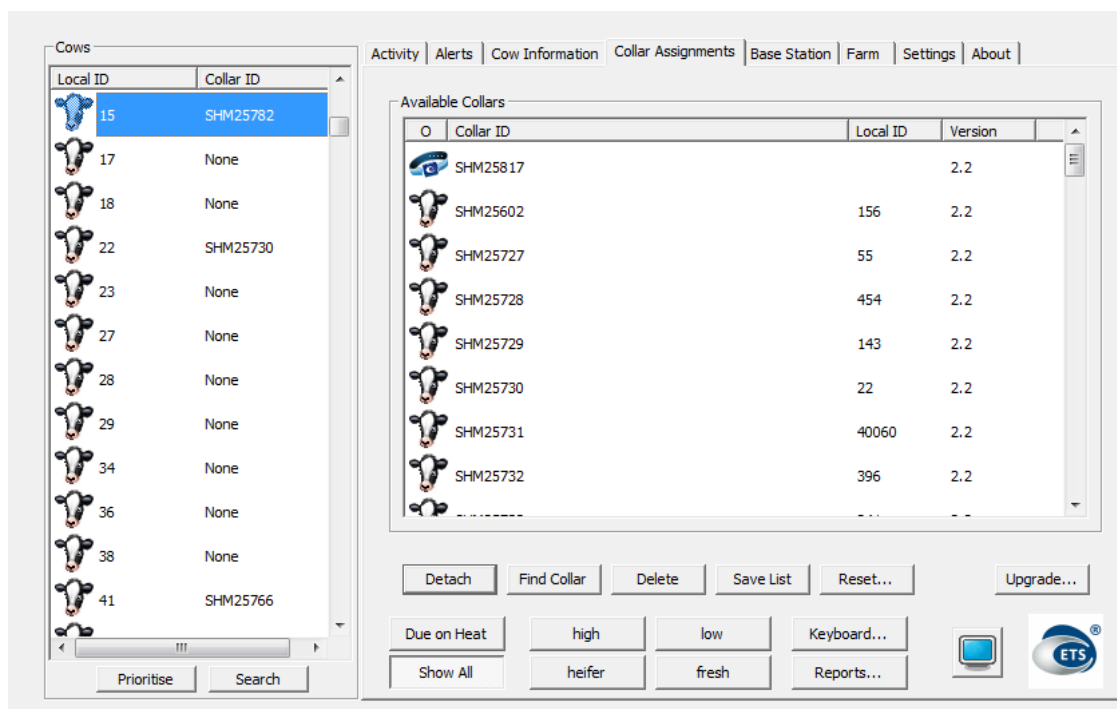 Cows
Local ID Collar ID
15 SHM25782
17 None
18 None
22 SHM25730
23 None
27 None
28 None
29 None
34 None
36 None
38 None
41 SHM25766
Prioritise Search
Activity Alerts Cow Information Collar Assignments Base Station Farm Settings About
Available Collars
O Collar ID Local ID Version
SHM25817 2.2
SHM25602 156 2.2
SHM25727 55 2.2
SHM25728 454 2.2
SHM25729 143 2.2
SHM25730 22 2.2
SHM25731 40060 2.2
SHM25732 396 2.2
Detach Find Collar Delete Save List Reset... Upgrade...
Due on Heat high low Keyboard...
Show All heifer fresh Reports...
ETS ®